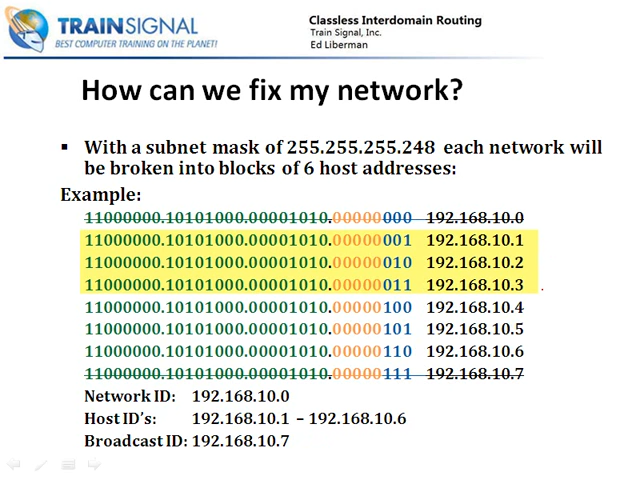 TRAINSIGNAL
BEST COMPUTER TRAINING ON THE PLANET!
Classless Interdomain Routing
Train Signal, Inc.
Ed Liberman
How can we fix my network?
▪ With a subnet mask of 255.255.255.248 each network will
be broken into blocks of 6 host addresses:
Example:
11000000.10101000.00001010.00000000 192.168.10.0
11000000.10101000.00001010.00000001 192.168.10.1
11000000.10101000.00001010.00000010 192.168.10.2
11000000.10101000.00001010.00000011 192.168.10.3
11000000.10101000.00001010.00000100 192.168.10.4
11000000.10101000.00001010.00000101 192.168.10.5
11000000.10101000.00001010.00000110 192.168.10.6
11000000.10101000.00001010.00000111 192.168.10.7
Network ID: 192.168.10.0
Host ID's: 192.168.10.1 – 192.168.10.6
Broadcast ID: 192.168.10.7